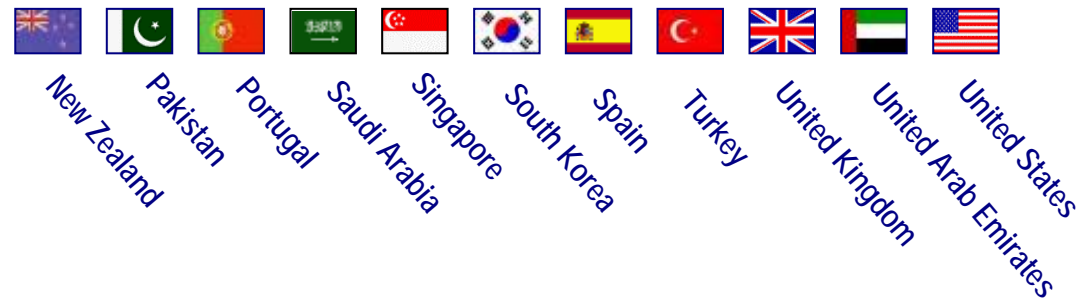 New Zealand
Pakistan
Portugal
Saudi Arabia
Singapore
South Korea
Spain
Turkey
United Kingdom
United Arab Emirates
United States